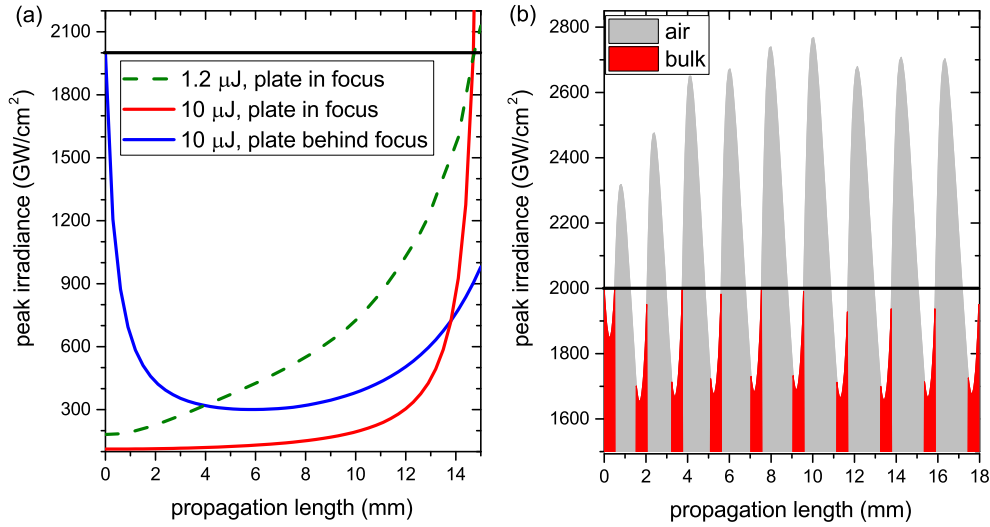 (a)
2100
1800
1500
1200
900
600
300
peak irradiance (GW/cm²)
1.2 μJ, plate in focus
10 μJ, plate in focus
10 μJ, plate behind focus
0 2 4 6 8 10 12 14
propagation length (mm)
(b)
2800
2600
2400
2200
2000
1800
1600
peak irradiance (GW/cm²)
air
bulk
0 2 4 6 8 10 12 14 16 18
propagation length (mm)